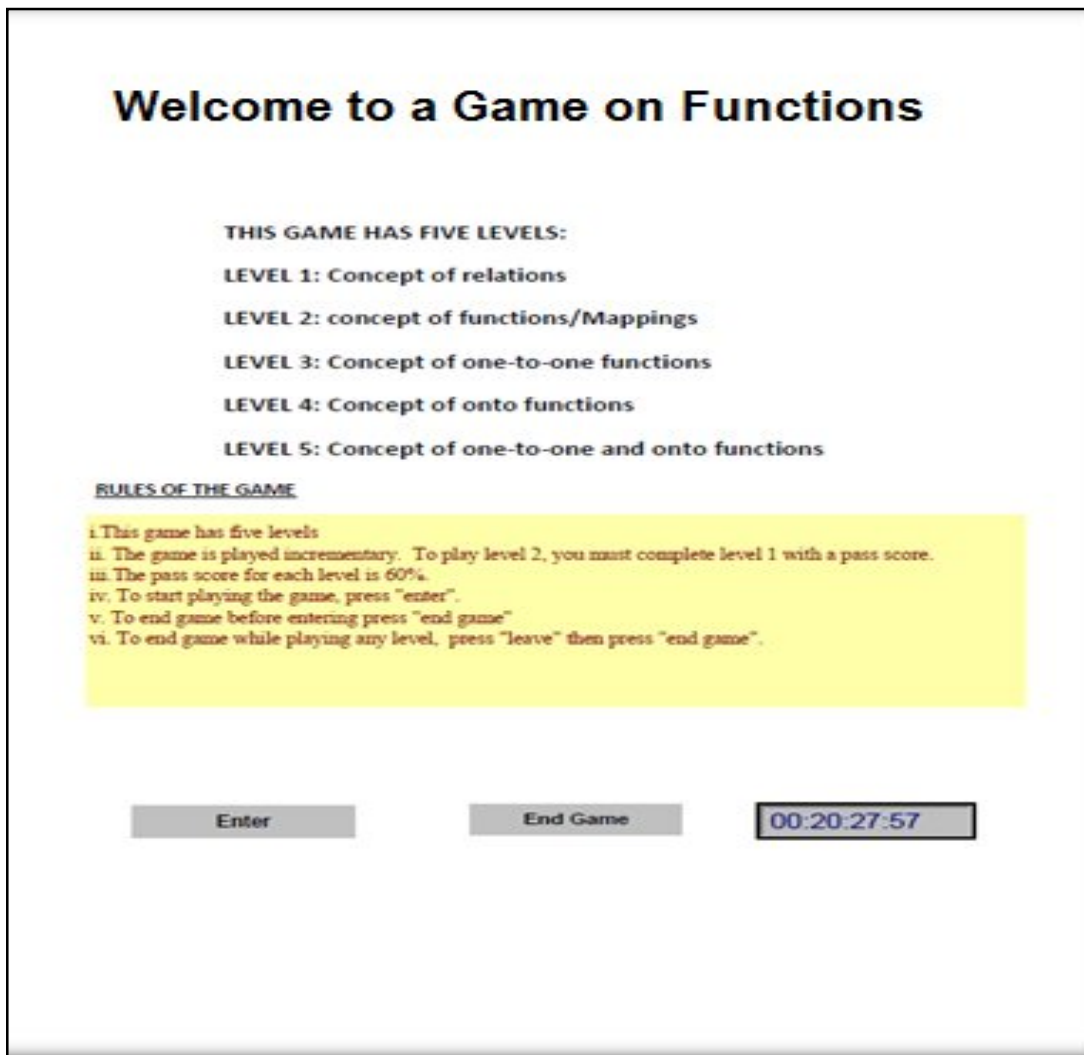 Welcome to a Game on Functions
THIS GAME HAS FIVE LEVELS:
LEVEL 1: Concept of relations
LEVEL 2: concept of functions/Mappings
LEVEL 3: Concept of one-to-one functions
LEVEL 4: Concept of onto functions
LEVEL 5: Concept of one-to-one and onto functions
RULES OF THE GAME
i.This game has five levels
ii. The game is played incrementary. To play level 2, you must complete level 1 with a pass score.
iii.The pass score for each level is 60%.
iv. To start playing the game, press "enter".
v. To end game before entering press "end game"
vi. To end game while playing any level, press "leave" then press "end game".
Enter End Game 00:20:27:57